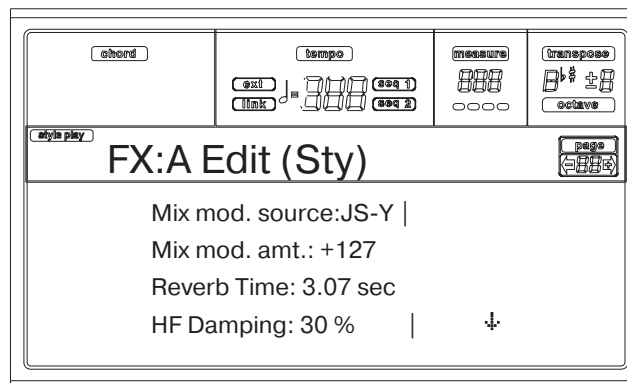 chord
tempo
measure
transpose
ext
seq 1
link
seq 2
octave
style play
FX:A Edit (Sty)
page
Mix mod. source:JS-Y |
Mix mod. amt.: +127
Reverb Time: 3.07 sec
HF Damping: 30 % |